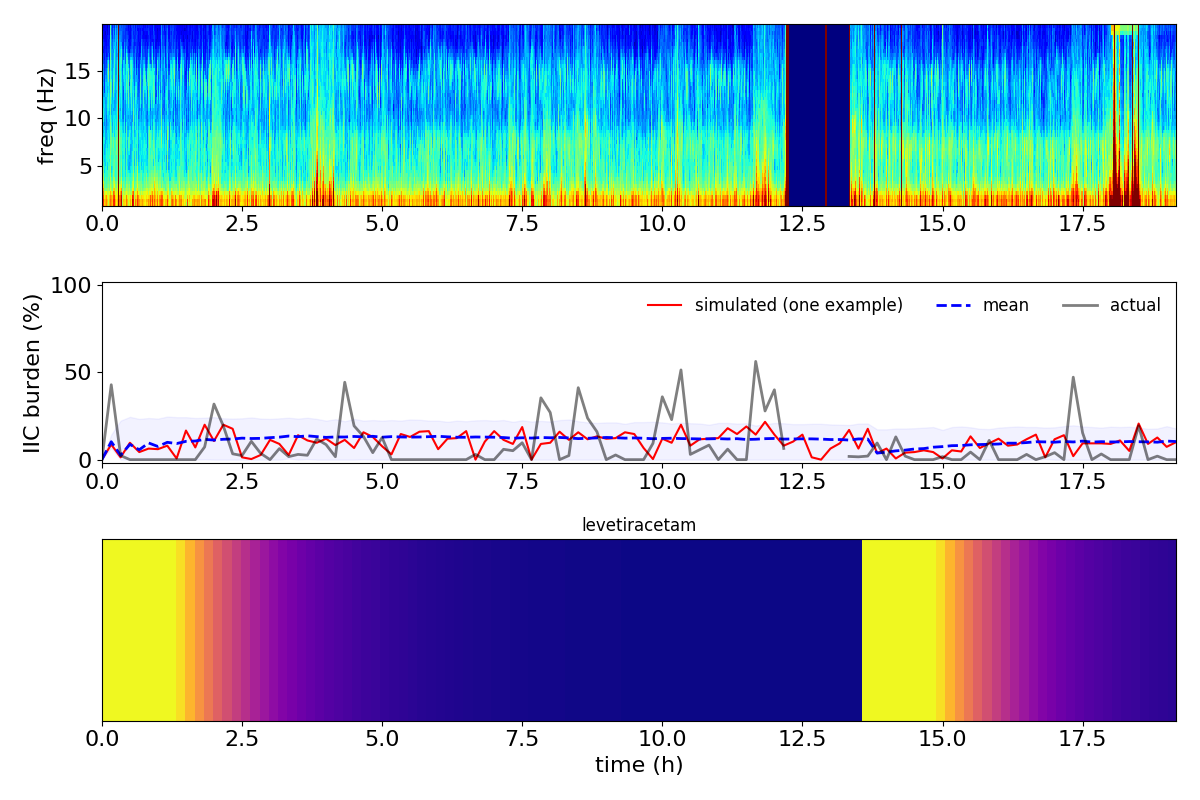 freq (Hz)
15
10
5
0.0 2.5 5.0 7.5 10.0 12.5 15.0 17.5
IIC burden (%)
100
50
0
simulated (one example) mean actual
0.0 2.5 5.0 7.5 10.0 12.5 15.0 17.5
levetiracetam
0.0 2.5 5.0 7.5 10.0 12.5 15.0 17.5
time (h)